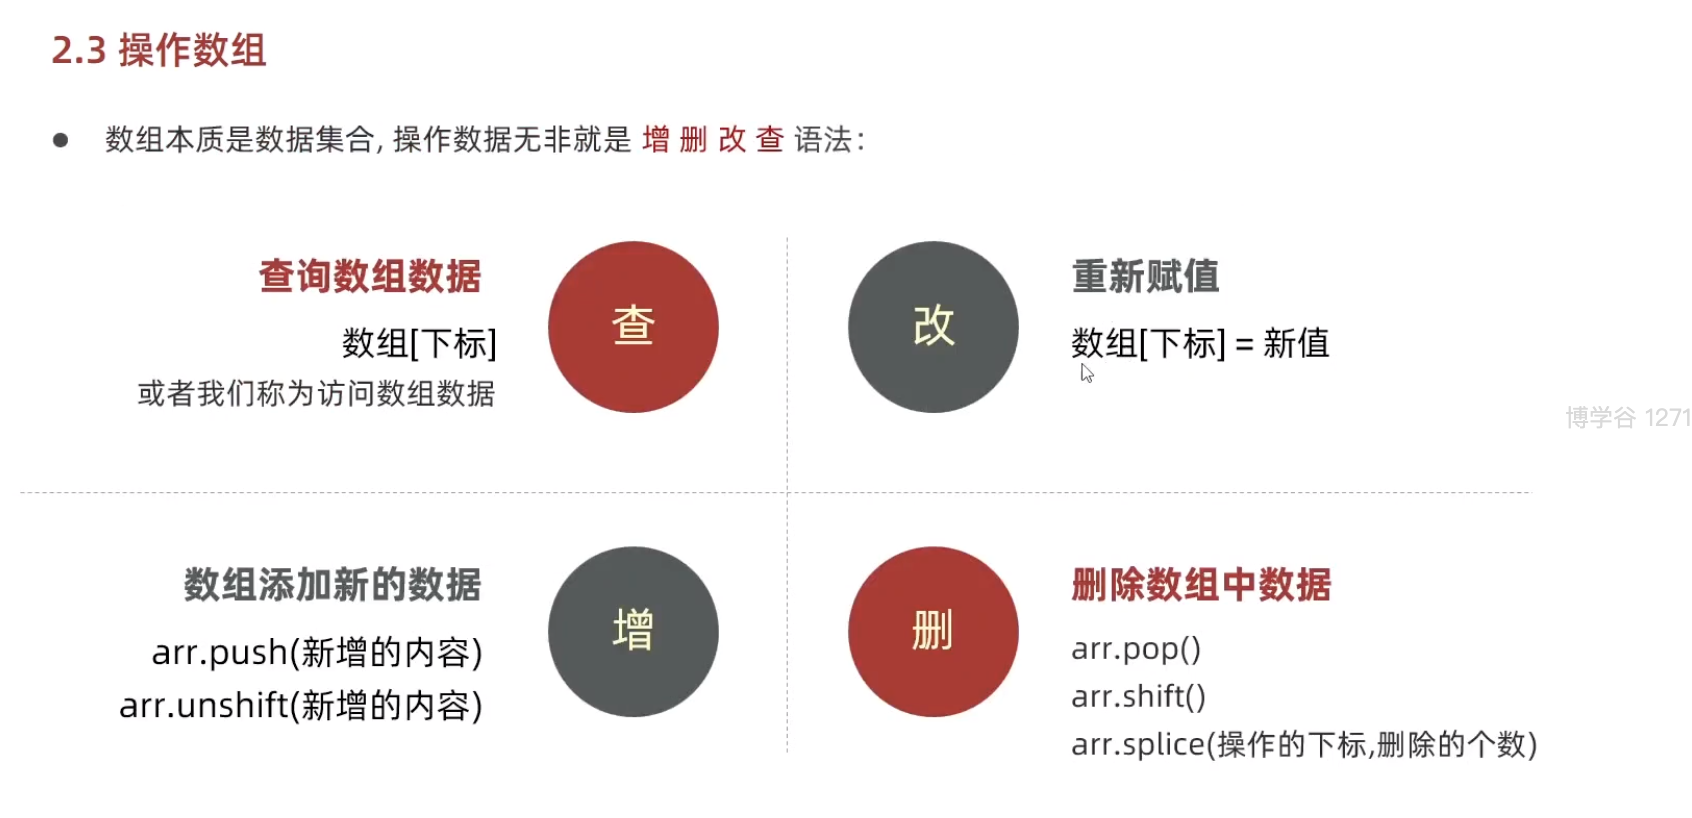 2.3 操作数组
数组本质是数据集合, 操作数据无非就是 增 删 改 查 语法：
查询数组数据
数组[下标]
或者我们称为访问数组数据
查
改
重新赋值
数组[下标] = 新值
博学谷 1271
数组添加新的数据
arr.push(新增的内容)
arr.unshift(新增的内容)
增
删
删除数组中数据
arr.pop()
arr.shift()
arr.splice(操作的下标,删除的个数)